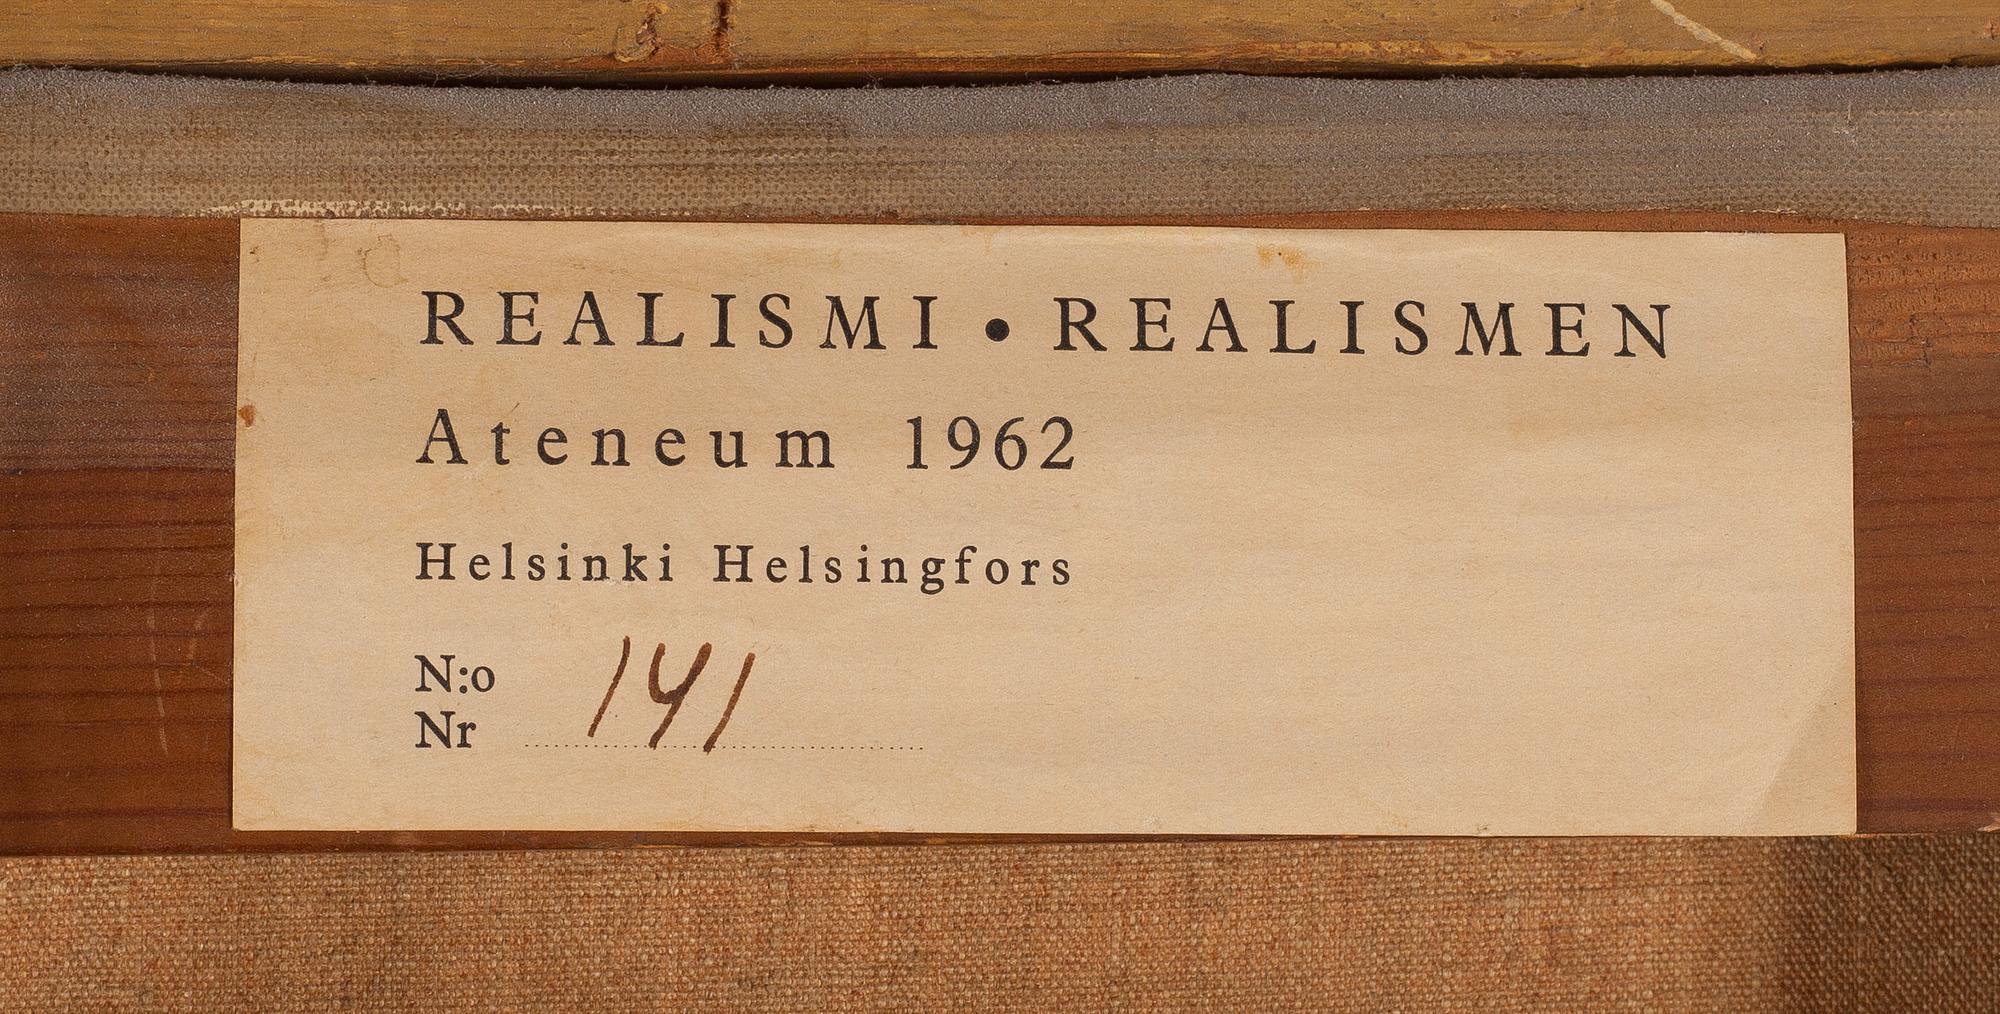 REALISMI • REALISMEN
Ateneum 1962
Helsinki Helsingfors
N:o
Nr 141